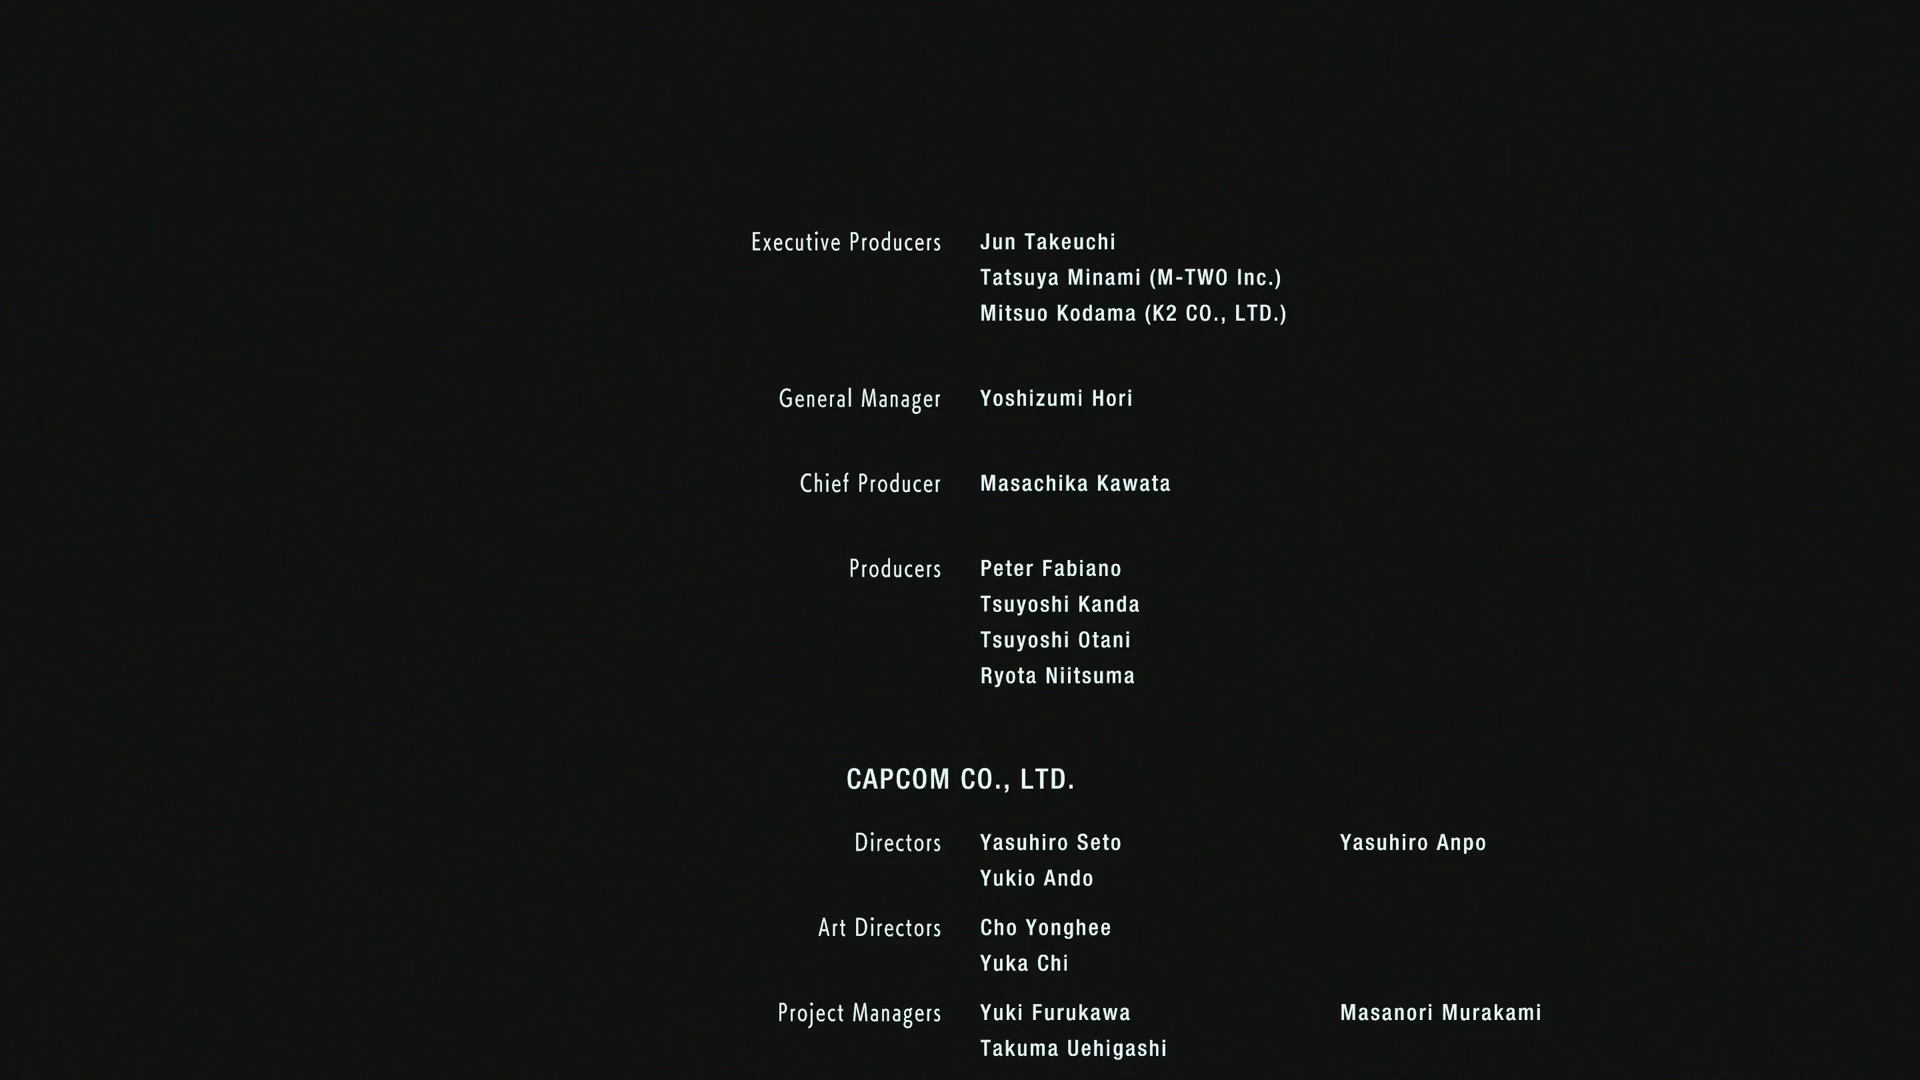 Executive Producers Jun Takeuchi
Tatsuya Minami (M-TWO Inc.)
Mitsuo Kodama (K2 CO., LTD.)
General Manager Yoshizumi Hori
Chief Producer Masachika Kawata
Producers Peter Fabiano
Tsuyoshi Kanda
Tsuyoshi Otani
Ryota Niitsuma
CAPCOM CO., LTD.
Directors Yasuhiro Seto Yasuhiro Anpo
Yukio Ando
Art Directors Cho Yonghee
Yuka Chi
Project Managers Yuki Furukawa Masanori Murakami
Takuma Uehigashi